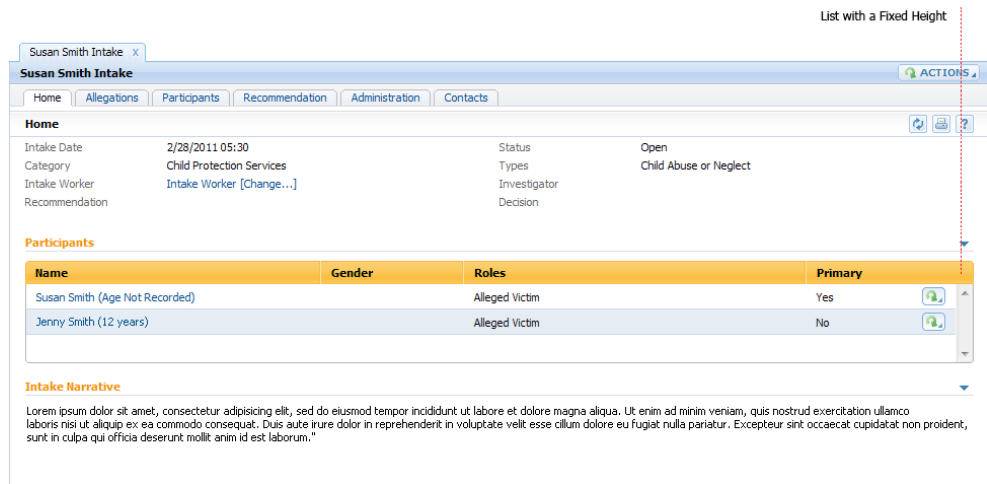 List with a Fixed Height
Susan Smith Intake x
Susan Smith Intake ACTIONS
Home Allegations Participants Recommendation Administration Contacts
Home ?
Intake Date 2/28/2011 05:30 Status Open
Category Child Protection Services Types Child Abuse or Neglect
Intake Worker Intake Worker [Change...] Investigator
Recommendation Decision
Participants
Name Gender Roles Primary
Susan Smith (Age Not Recorded) Alleged Victim Yes
Jenny Smith (12 years) Alleged Victim No
Intake Narrative
Lorem ipsum dolor sit amet, consectetur adipisicing elit, sed do eiusmod tempor incididunt ut labore et dolore magna aliqua. Ut enim ad minim veniam, quis nostrud exercitation ullamco
laboris nisi ut aliquip ex ea commodo consequat. Duis aute irure dolor in reprehenderit in voluptate velit esse cillum dolore eu fugiat nulla pariatur. Excepteur sint occaecat cupidatat non proident,
sunt in culpa qui officia deserunt mollit anim id est laborum."